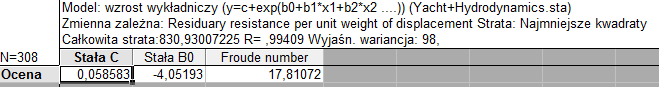 Model: wzrost wykładniczy (y=c+exp(b0+b1*x1+b2*x2 ....)) (Yacht+Hydrodynamics.sta)
Zmienna zależna: Residuary resistance per unit weight of displacement Strata: Najmniejsze kwadraty
Całkowita strata:830,93007225 R= ,99409 Wyjaśn. wariancja: 98,
N=308 Stała C Stała B0 Froude number
Ocena 0,058583 -4,05193 17,81072